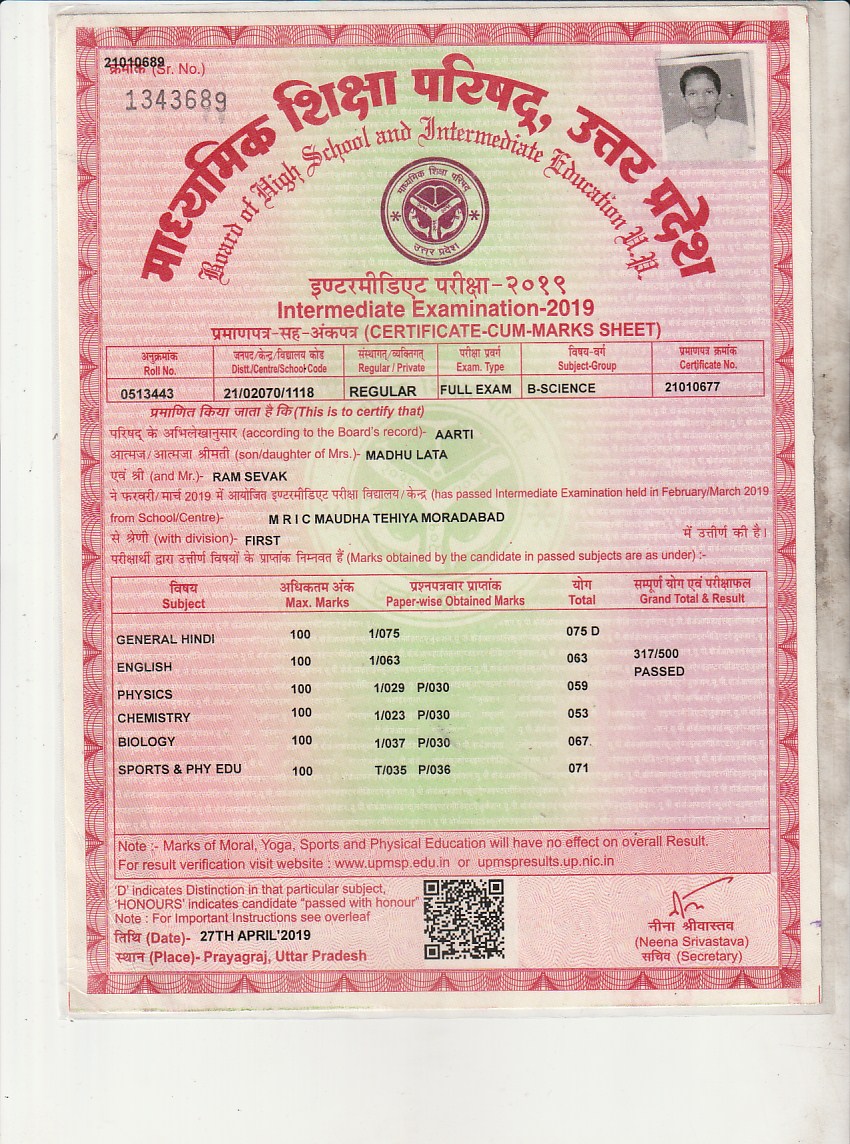 21010689
क्रमांक (Sr. No.)
1343689
माध्यमिक शिक्षा परिषद्, उत्तर प्रदेश
Board of High School and Intermediate Education U.P.
माध्यमिक शिक्षा परिषद्
उत्तर प्रदेश
इण्टरमीडिएट परीक्षा-२०१९
Intermediate Examination-2019
प्रमाणपत्र-सह-अंकपत्र (CERTIFICATE-CUM-MARKS SHEET)
अनुक्रमांक जनपद/केन्द्र/विद्यालय कोड संस्थागत/व्यक्तिगत् परीक्षा प्रवर्ग विषय-वर्ग प्रमाणपत्र क्रमांक
Roll No. Distt./Centre/School Code Regular / Private Exam. Type Subject-Group Certificate No.
0513443 21/02070/1118 REGULAR FULL EXAM B-SCIENCE 21010677
प्रमाणित किया जाता है कि (This is to certify that)
परिषद् के अभिलेखानुसार (according to the Board's record)- AARTI
आत्मज/आत्मजा श्रीमती (son/daughter of Mrs.)- MADHU LATA
एवं श्री (and Mr.)- RAM SEVAK
ने फरवरी/मार्च 2019 में आयोजित इण्टरमीडिएट परीक्षा विद्यालय/केन्द्र (has passed Intermediate Examination held in February/March 2019
from School/Centre)- M R I C MAUDHA TEHIYA MORADABAD
से श्रेणी (with division)- FIRST में उत्तीर्ण की है।
परीक्षार्थी द्वारा उत्तीर्ण विषयों के प्राप्तांक निम्नवत हैं (Marks obtained by the candidate in passed subjects are as under) :-
विषय अधिकतम अंक प्रश्नपत्रवार प्राप्तांक योग सम्पूर्ण योग एवं परीक्षाफल
Subject Max. Marks Paper-wise Obtained Marks Total Grand Total & Result
GENERAL HINDI 100 1/075 075 D
ENGLISH 100 1/063 063 317/500
PASSED
PHYSICS 100 1/029 P/030 059
CHEMISTRY 100 1/023 P/030 053
BIOLOGY 100 1/037 P/030 067
SPORTS & PHY EDU 100 T/035 P/036 071
Note :- Marks of Moral, Yoga, Sports and Physical Education will have no effect on overall Result.
For result verification visit website : www.upmsp.edu.in or upmspresults.up.nic.in
'D' indicates Distinction in that particular subject,
'HONOURS' indicates candidate "passed with honour"
Note : For Important Instructions see overleaf
तिथि (Date)- 27TH APRIL'2019
स्थान (Place)- Prayagraj, Uttar Pradesh
नीना श्रीवास्तव
(Neena Srivastava)
सचिव (Secretary)